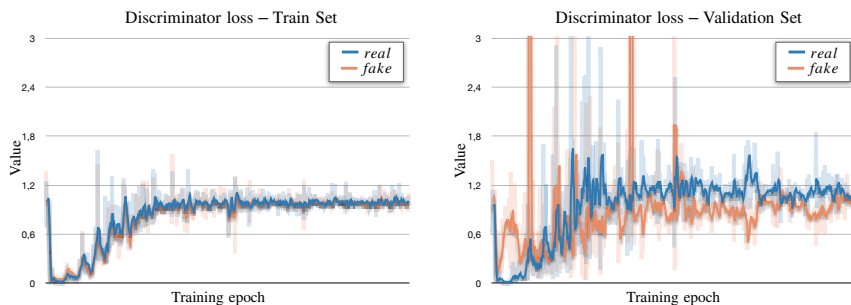 Discriminator loss – Train Set
3
2,4
1,8
1,2
0,6
0
Value
real
fake
Training epoch
Discriminator loss – Validation Set
3
2,4
1,8
1,2
0,6
0
Value
real
fake
Training epoch